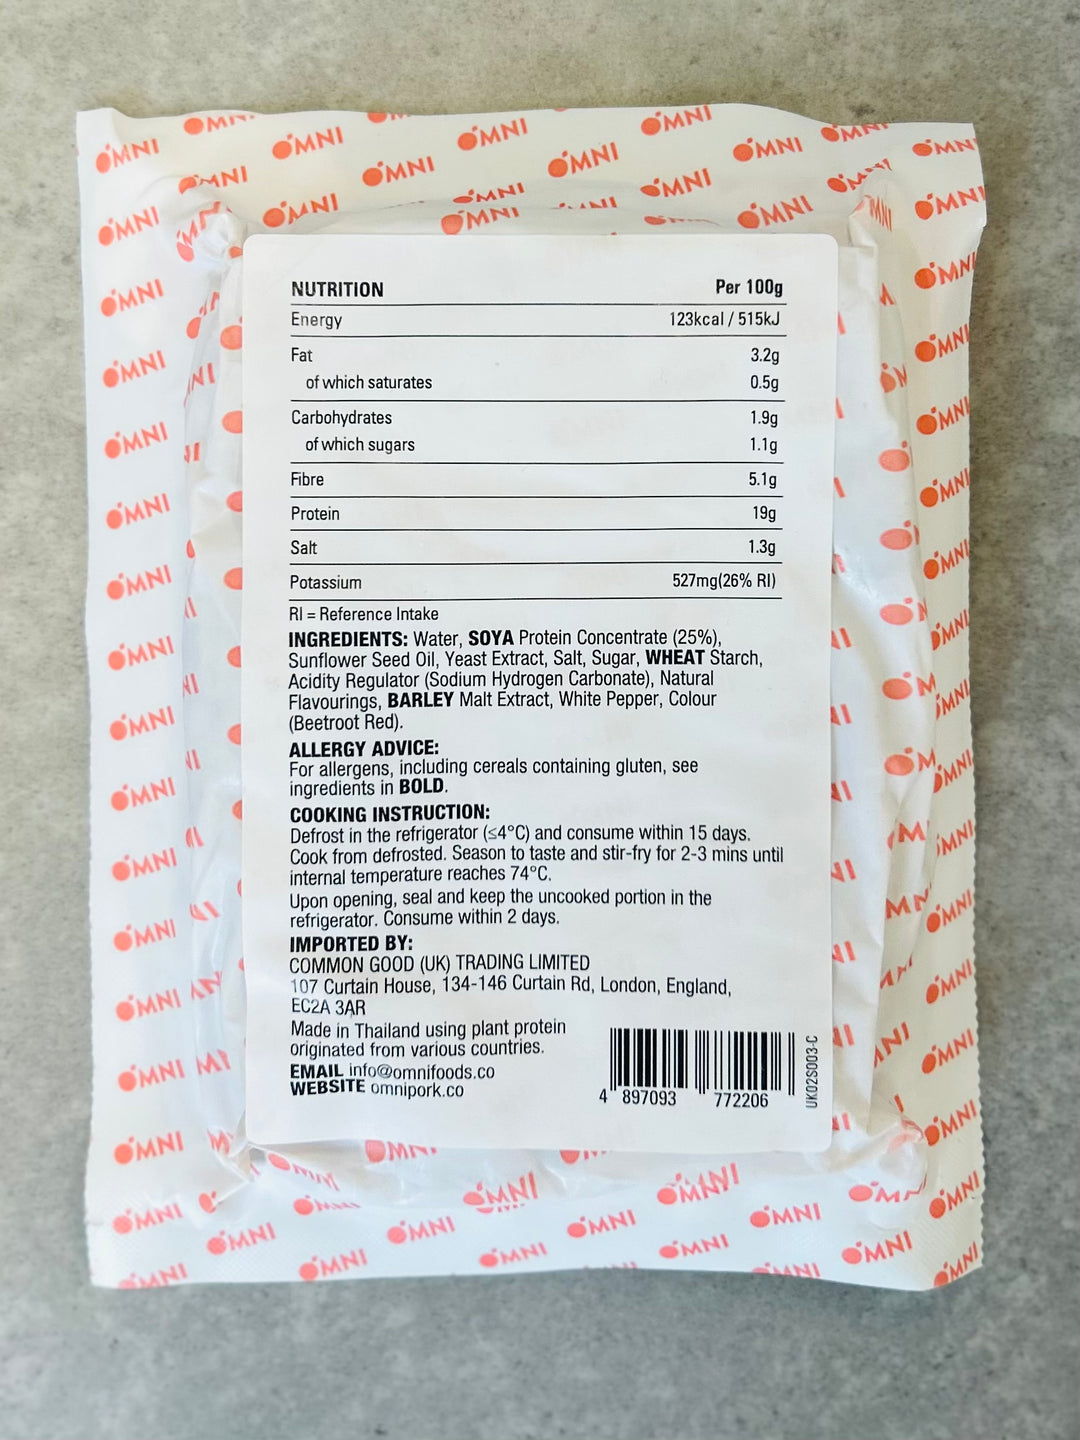 OMNI
NUTRITION Per 100g
Energy 123kcal / 515kJ
Fat 3.2g
of which saturates 0.5g
Carbohydrates 1.9g
of which sugars 1.1g
Fibre 5.1g
Protein 19g
Salt 1.3g
Potassium 527mg(26% RI)
RI = Reference Intake
INGREDIENTS: Water, SOYA Protein Concentrate (25%),
Sunflower Seed Oil, Yeast Extract, Salt, Sugar, WHEAT Starch,
Acidity Regulator (Sodium Hydrogen Carbonate), Natural
Flavourings, BARLEY Malt Extract, White Pepper, Colour
(Beetroot Red).
ALLERGY ADVICE:
For allergens, including cereals containing gluten, see
ingredients in BOLD.
COOKING INSTRUCTION:
Defrost in the refrigerator (≤4°C) and consume within 15 days.
Cook from defrosted. Season to taste and stir-fry for 2-3 mins until
internal temperature reaches 74°C.
Upon opening, seal and keep the uncooked portion in the
refrigerator. Consume within 2 days.
IMPORTED BY:
COMMON GOOD (UK) TRADING LIMITED
107 Curtain House, 134-146 Curtain Rd, London, England,
EC2A 3AR
Made in Thailand using plant protein
originated from various countries.
EMAIL info@omnifoods.co
WEBSITE omnipork.co
4 897093 772206
UK02S003-C